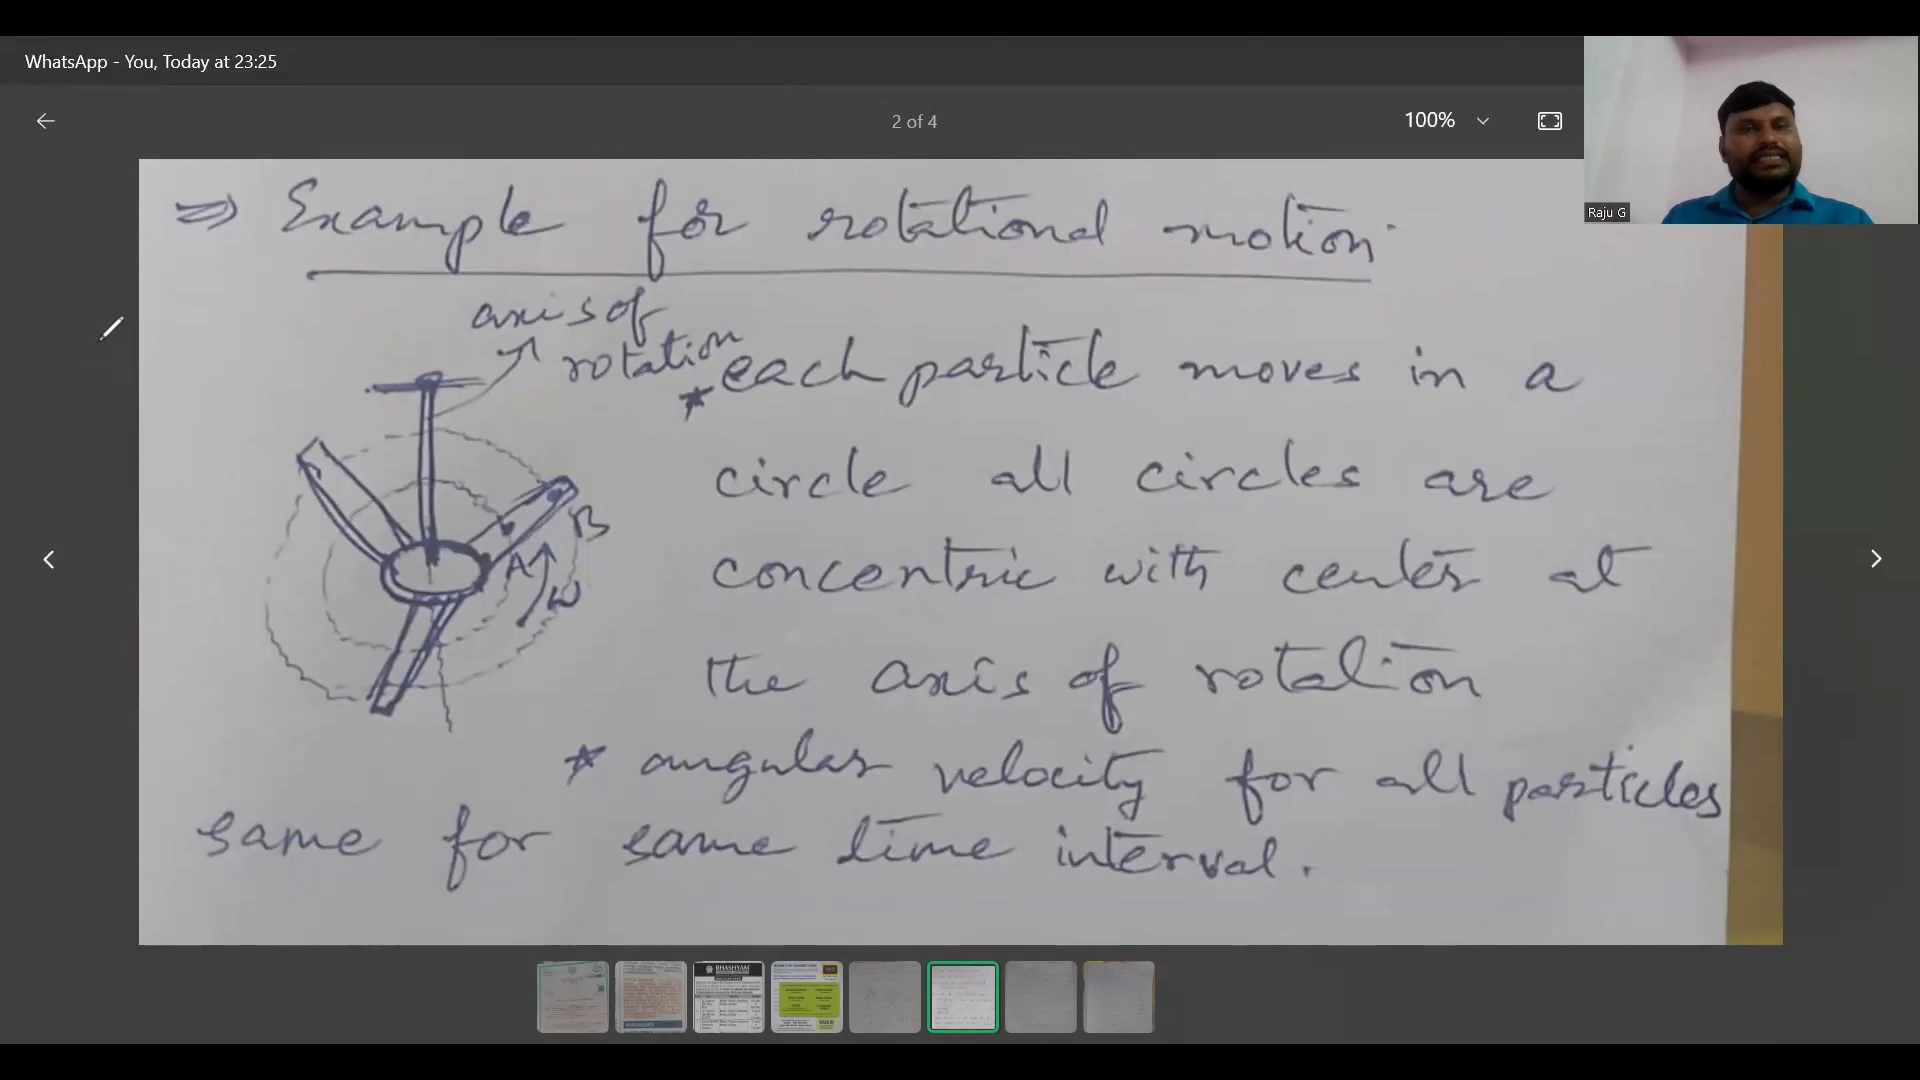 WhatsApp - You, Today at 23:25
2 of 4
100%
Raju G
⇒ Example for rotational motion.
axis of
rotation
* each particle moves in a
circle all circles are
concentric with center at
the axis of rotation
B
A
ω
* angular velocity for all particles
same for same time interval.
BHASHYAM